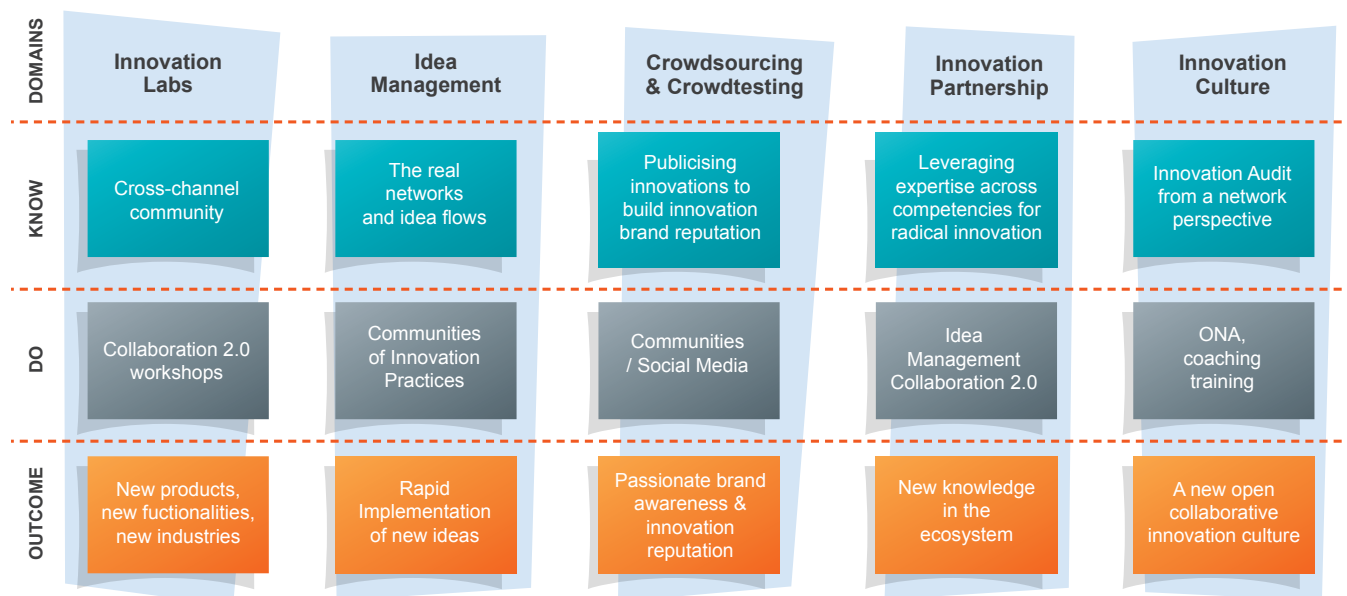 DOMAINS
Innovation
Labs
Idea
Management
Crowdsourcing
& Crowdtesting
Innovation
Partnership
Innovation
Culture
KNOW
Cross-channel
community
The real
networks
and idea flows
Publicising
innovations to
build innovation
brand reputation
Leveraging
expertise across
competencies for
radical innovation
Innovation Audit
from a network
perspective
DO
Collaboration 2.0
workshops
Communities
of Innovation
Practices
Communities
/ Social Media
Idea
Management
Collaboration 2.0
ONA,
coaching
training
OUTCOME
New products,
new fuctionalities,
new industries
Rapid
Implementation
of new ideas
Passionate brand
awareness &
innovation
reputation
New knowledge
in the
ecosystem
A new open
collaborative
innovation culture